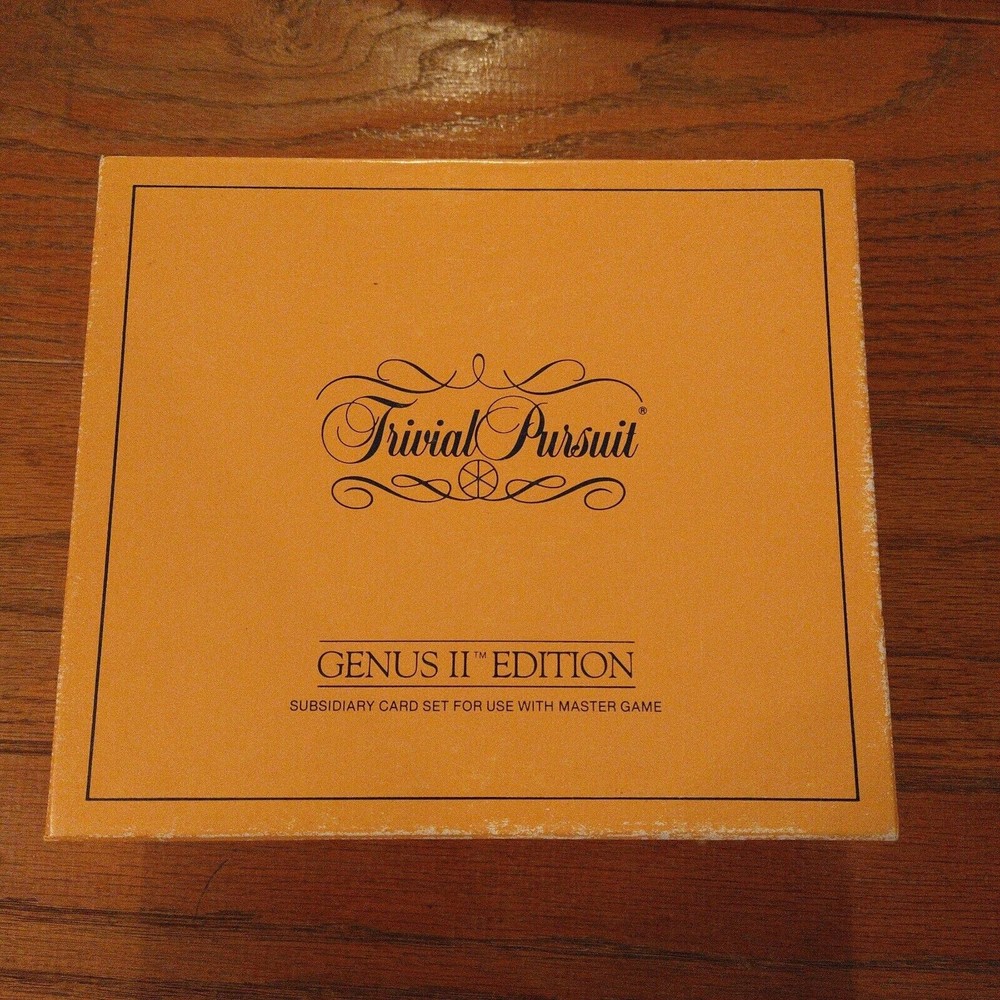 Trivial Pursuit®
GENUS II™ EDITION
SUBSIDIARY CARD SET FOR USE WITH MASTER GAME